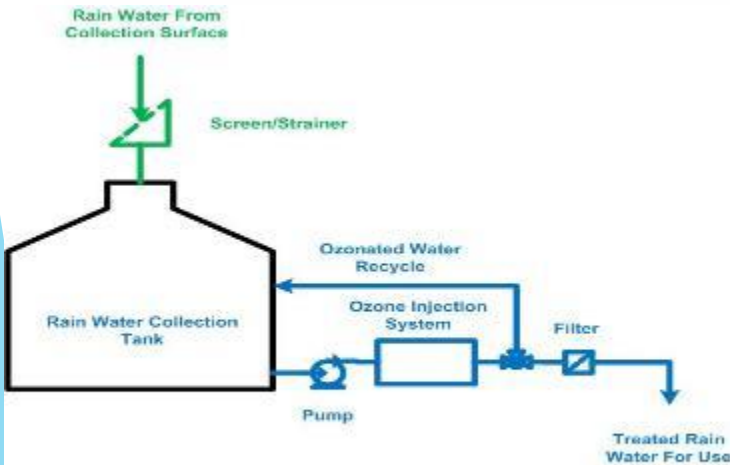 Rain Water From
Collection Surface
Screen/Strainer
Ozonated Water
Recycle
Ozone Injection
System
Filter
Rain Water Collection
Tank
Pump
Treated Rain
Water For Use